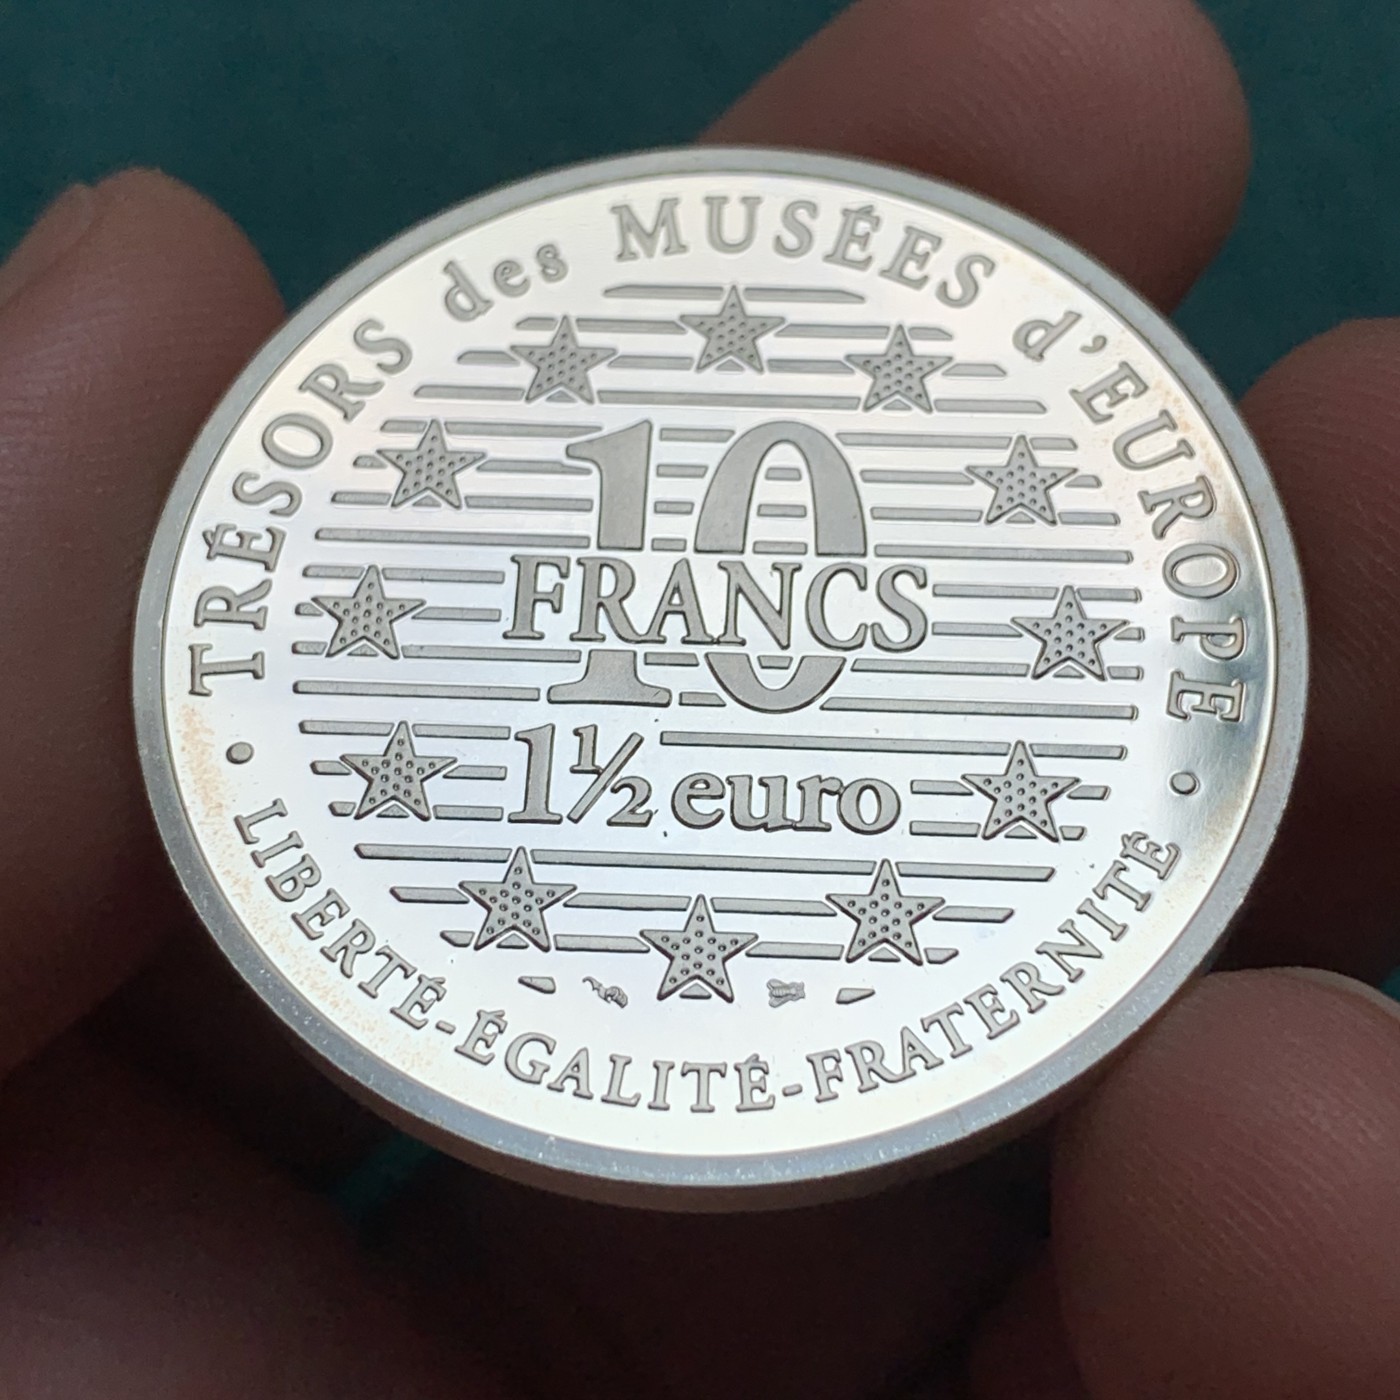 TRÉSORS des MUSÉES d'EUROPE
10
FRANCS
1½ euro
LIBERTÉ-ÉGALITÉ-FRATERNITÉ